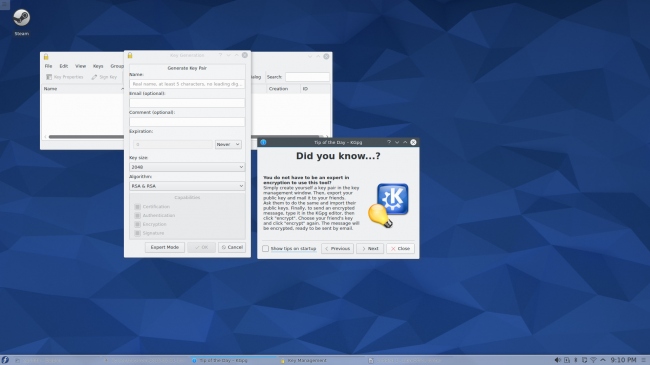 Steam
File Edit View Keys Group
Key Properties Sign Key
Search:
Name
Creation
ID
Key Generation
Generate Key Pair
Name:
Real name, at least 5 characters, no leading dig...
Email (optional):
Comment (optional):
Expiration:
Never
Key size:
2048
Algorithm:
RSA & RSA
Capabilities
Certification
Authentication
Encryption
Signature
Expert Mode
OK
Cancel
Tip of the Day – KGpg
Did you know...?
You do not have to be an expert in
encryption to use this tool?
Simply create yourself a key pair in the key
management window. Then, export your
public key and mail it to your friends.
Ask them to do the same and import their
public keys. Finally, to send an encrypted
message, type it in the KGpg editor, then
click "encrypt". Choose your friend's key
and click "encrypt" again. The message will
be encrypted, ready to be sent by email.
Show tips on startup
Previous
Next
Close
Tip of the Day – KGpg
Key Management
9:10 PM